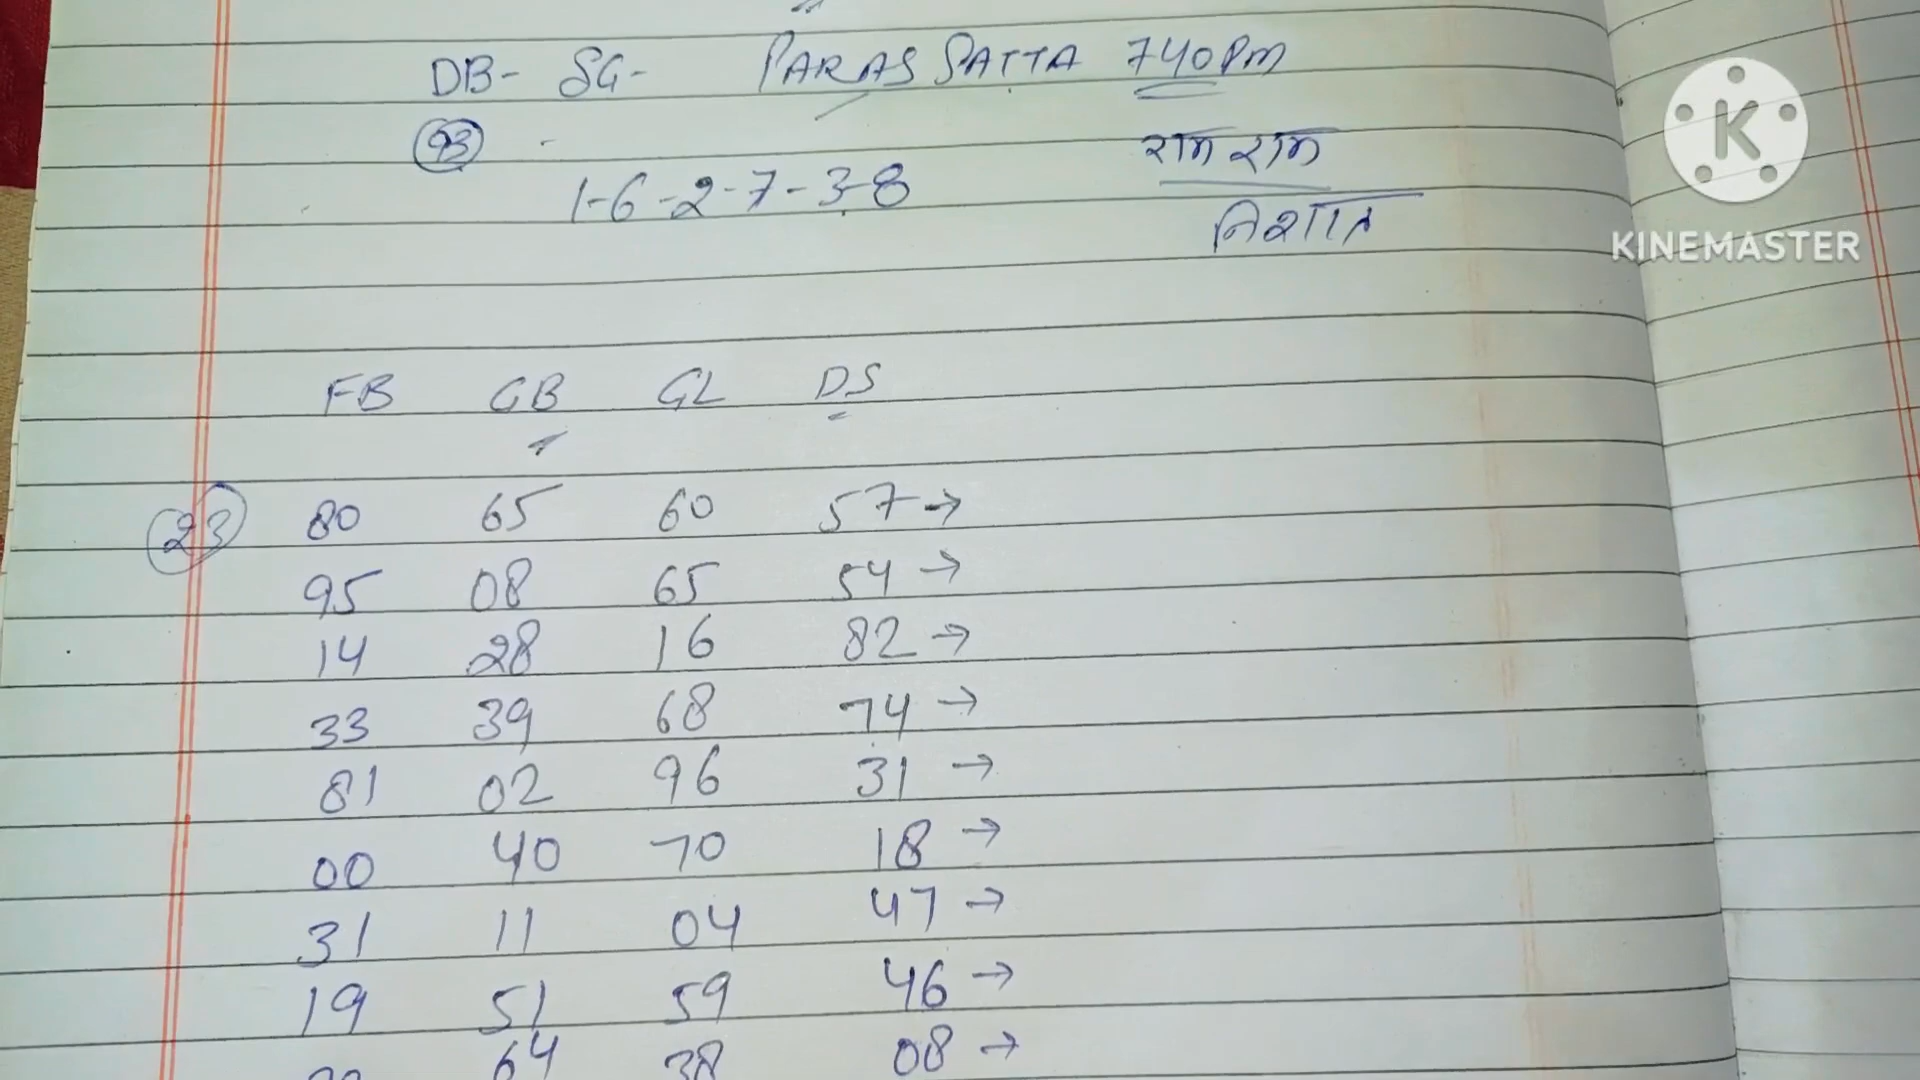 DB- SG- PARAS SATTA 740 PM
93
राम राम
1-6-2-7-3-8
KINEMASTER
FB GB GL DS
23 80 65 60 57 →
95 08 65 54 →
14 28 16 82 →
33 39 68 74 →
81 02 96 31 →
00 40 70 18 →
31 11 04 47 →
19 51 59 46 →
64 38 08 →